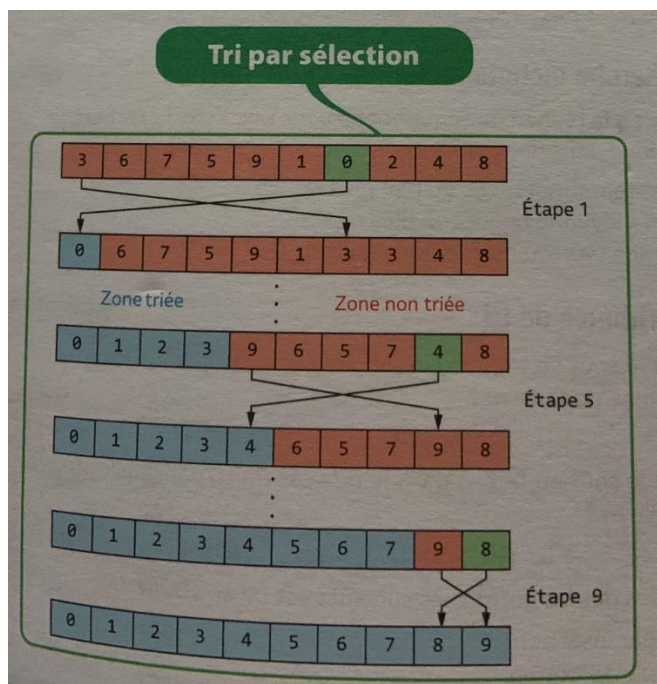 Tri par sélection
3 6 7 5 9 1 0 2 4 8
Étape 1
0 6 7 5 9 1 3 3 4 8
Zone triée Zone non triée
0 1 2 3 9 6 5 7 4 8
Étape 5
0 1 2 3 4 6 5 7 9 8
0 1 2 3 4 5 6 7 9 8
Étape 9
0 1 2 3 4 5 6 7 8 9